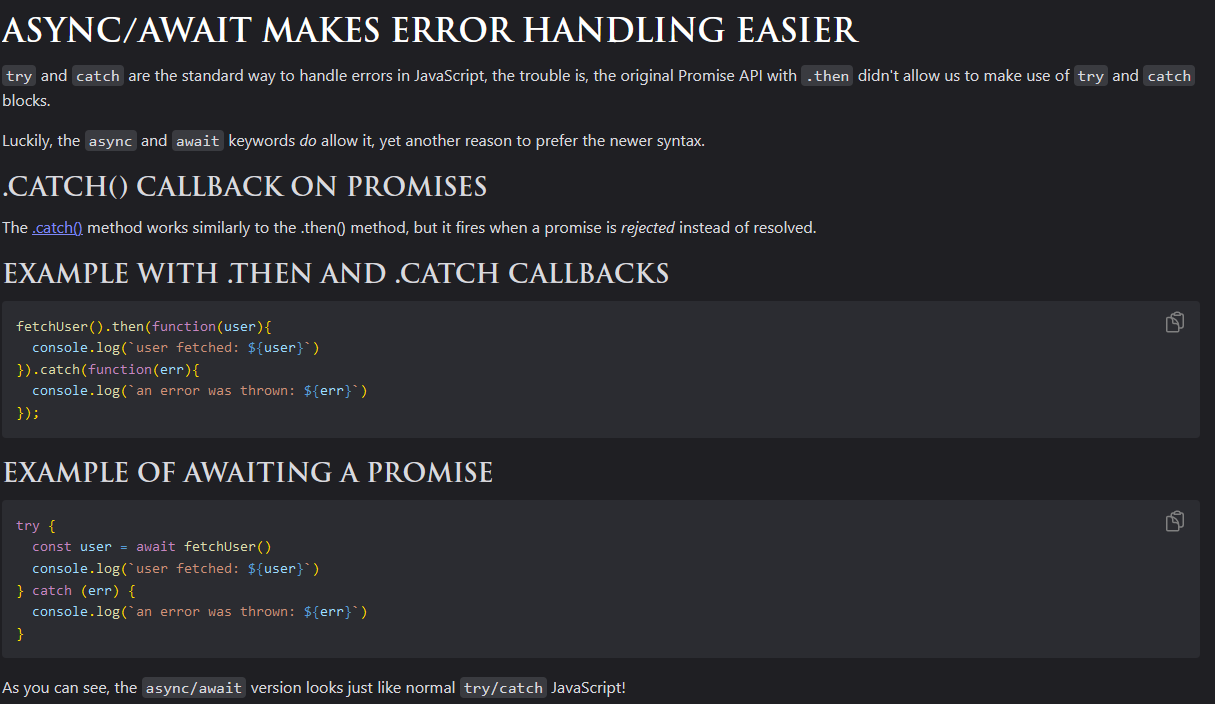 ASYNC/AWAIT MAKES ERROR HANDLING EASIER
try and catch are the standard way to handle errors in JavaScript, the trouble is, the original Promise API with .then didn't allow us to make use of try and catch
blocks.
Luckily, the async and await keywords do allow it, yet another reason to prefer the newer syntax.
.CATCH() CALLBACK ON PROMISES
The .catch() method works similarly to the .then() method, but it fires when a promise is rejected instead of resolved.
EXAMPLE WITH .THEN AND .CATCH CALLBACKS
fetchUser().then(function(user){
  console.log(`user fetched: ${user}`)
}).catch(function(err){
  console.log(`an error was thrown: ${err}`)
});
EXAMPLE OF AWAITING A PROMISE
try {
  const user = await fetchUser()
  console.log(`user fetched: ${user}`)
} catch (err) {
  console.log(`an error was thrown: ${err}`)
}
As you can see, the async/await version looks just like normal try/catch JavaScript!